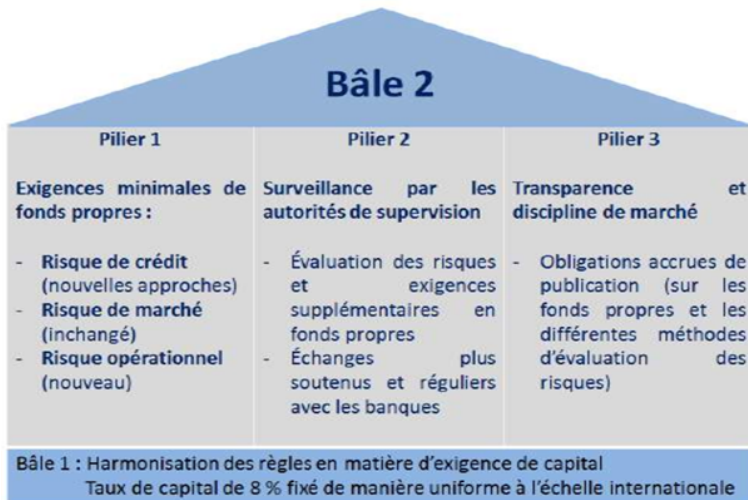 Bâle 2
Pilier 1
Exigences minimales de
fonds propres :
- Risque de crédit
(nouvelles approches)
- Risque de marché
(inchangé)
- Risque opérationnel
(nouveau)
Pilier 2
Surveillance par les
autorités de supervision
- Évaluation des risques
et exigences
supplémentaires en
fonds propres
- Échanges plus
soutenus et réguliers
avec les banques
Pilier 3
Transparence et
discipline de marché
- Obligations accrues de
publication (sur les
fonds propres et les
différentes méthodes
d'évaluation des
risques)
Bâle 1 : Harmonisation des règles en matière d'exigence de capital
Taux de capital de 8 % fixé de manière uniforme à l'échelle internationale